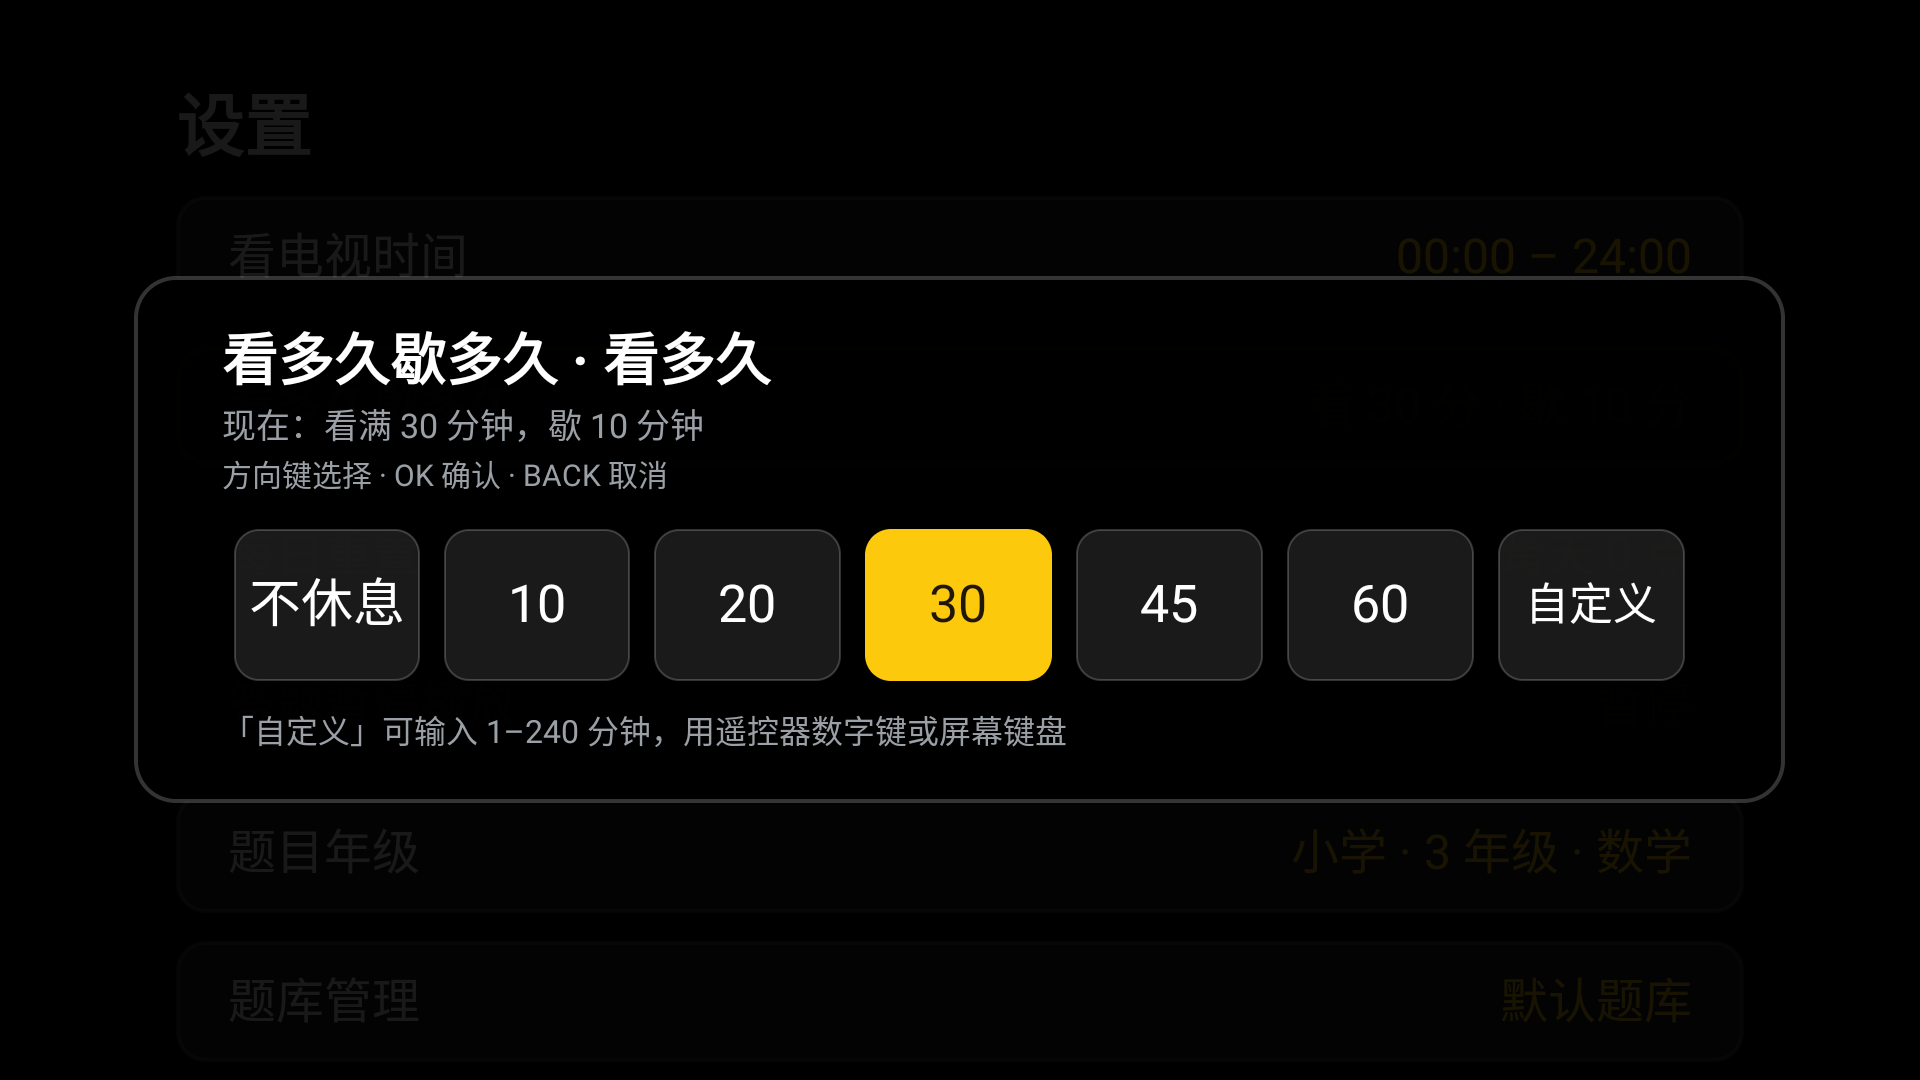 设置
看电视时间
00:00 – 24:00
看多久歇多久 · 看多久
现在：看满 30 分钟，歇 10 分钟
方向键选择 · OK 确认 · BACK 取消
不休息
10
20
30
45
60
自定义
「自定义」可输入 1–240 分钟，用遥控器数字键或屏幕键盘
题目年级
小学 · 3 年级 · 数学
题库管理
默认题库